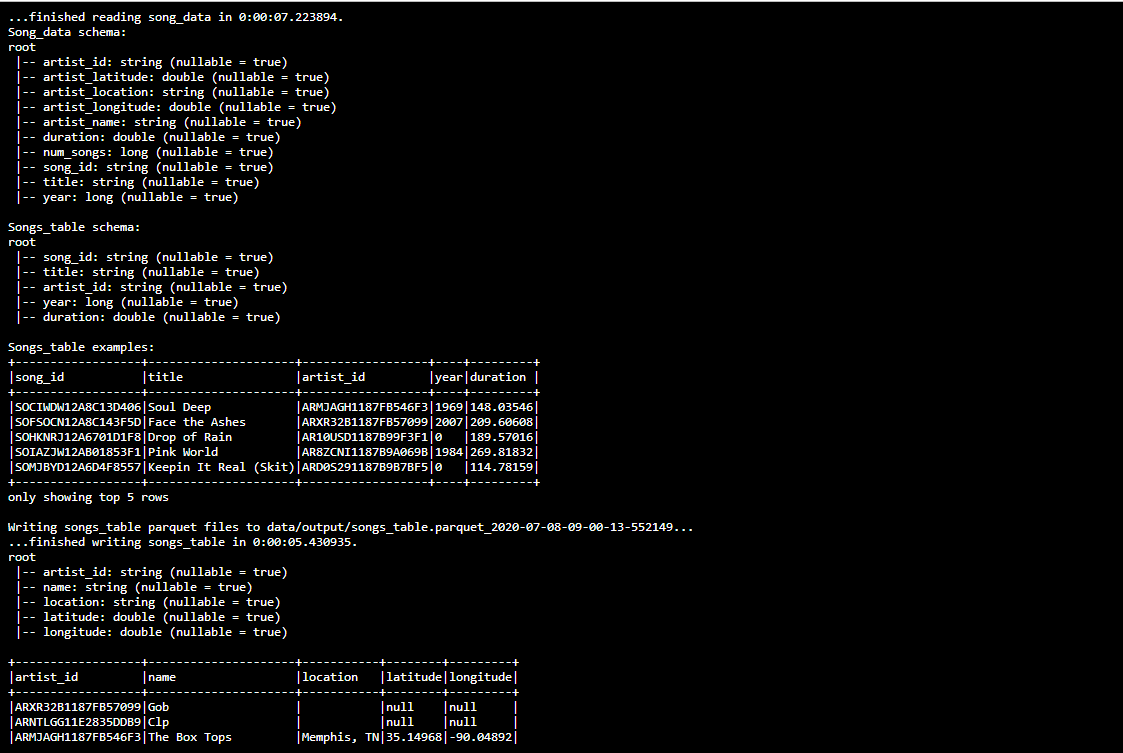 ...finished reading song_data in 0:00:07.223894.
Song_data schema:
root
 |-- artist_id: string (nullable = true)
 |-- artist_latitude: double (nullable = true)
 |-- artist_location: string (nullable = true)
 |-- artist_longitude: double (nullable = true)
 |-- artist_name: string (nullable = true)
 |-- duration: double (nullable = true)
 |-- num_songs: long (nullable = true)
 |-- song_id: string (nullable = true)
 |-- title: string (nullable = true)
 |-- year: long (nullable = true)

Songs_table schema:
root
 |-- song_id: string (nullable = true)
 |-- title: string (nullable = true)
 |-- artist_id: string (nullable = true)
 |-- year: long (nullable = true)
 |-- duration: double (nullable = true)

Songs_table examples:
+------------------+---------------------+------------------+----+---------+
|song_id           |title                |artist_id         |year|duration |
+------------------+---------------------+------------------+----+---------+
|SOCIWDW12A8C13D406|Soul Deep            |ARMJAGH1187FB546F3|1969|148.03546|
|SOFSOCN12A8C143F5D|Face the Ashes       |ARXR32B1187FB57099|2007|209.60608|
|SOHKNRJ12A6701D1F8|Drop of Rain         |AR10USD1187B99F3F1|0   |189.57016|
|SOIAZJW12AB01853F1|Pink World           |AR8ZCNI1187B9A069B|1984|269.81832|
|SOMJBYD12A6D4F8557|Keepin It Real (Skit)|ARD0S291187B9B7BF5|0   |114.78159|
+------------------+---------------------+------------------+----+---------+
only showing top 5 rows

Writing songs_table parquet files to data/output/songs_table.parquet_2020-07-08-09-00-13-552149...
...finished writing songs_table in 0:00:05.430935.
root
 |-- artist_id: string (nullable = true)
 |-- name: string (nullable = true)
 |-- location: string (nullable = true)
 |-- latitude: double (nullable = true)
 |-- longitude: double (nullable = true)

+------------------+---------------------+-----------+--------+---------+
|artist_id         |name                 |location   |latitude|longitude|
+------------------+---------------------+-----------+--------+---------+
|ARXR32B1187FB57099|Gob                  |           |null    |null     |
|ARNTLGG11E2835DDB9|Clp                  |           |null    |null     |
|ARMJAGH1187FB546F3|The Box Tops         |Memphis, TN|35.14968|-90.04892|